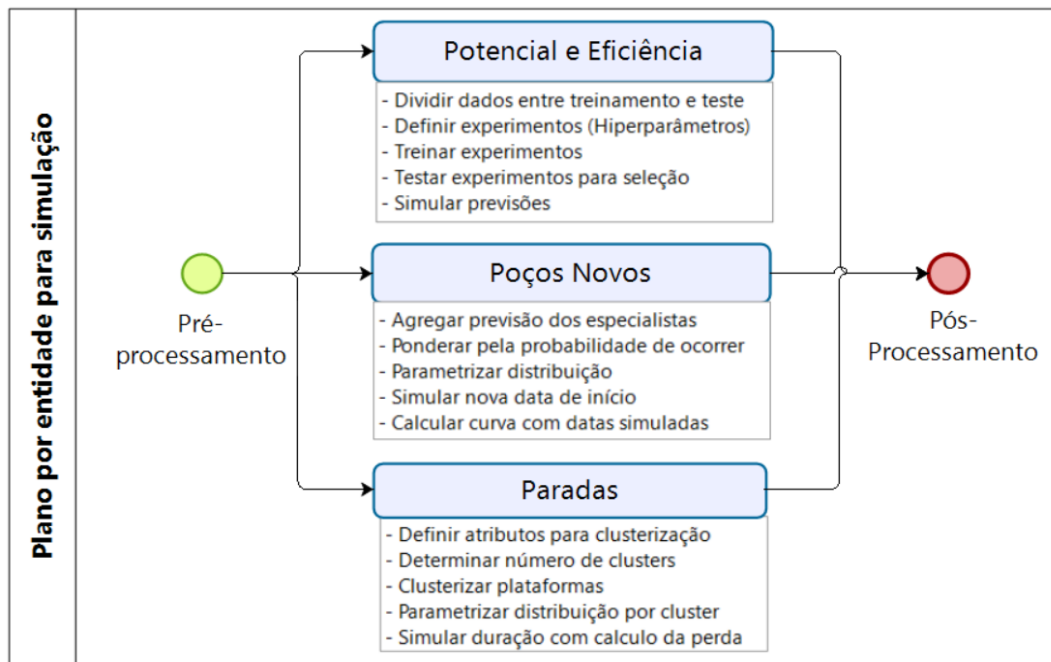 Plano por entidade para simulação
Pré-
processamento
Potencial e Eficiência
- Dividir dados entre treinamento e teste
- Definir experimentos (Hiperparâmetros)
- Treinar experimentos
- Testar experimentos para seleção
- Simular previsões
Poços Novos
- Agregar previsão dos especialistas
- Ponderar pela probabilidade de ocorrer
- Parametrizar distribuição
- Simular nova data de início
- Calcular curva com datas simuladas
Paradas
- Definir atributos para clusterização
- Determinar número de clusters
- Clusterizar plataformas
- Parametrizar distribuição por cluster
- Simular duração com calculo da perda
Pós-
Processamento